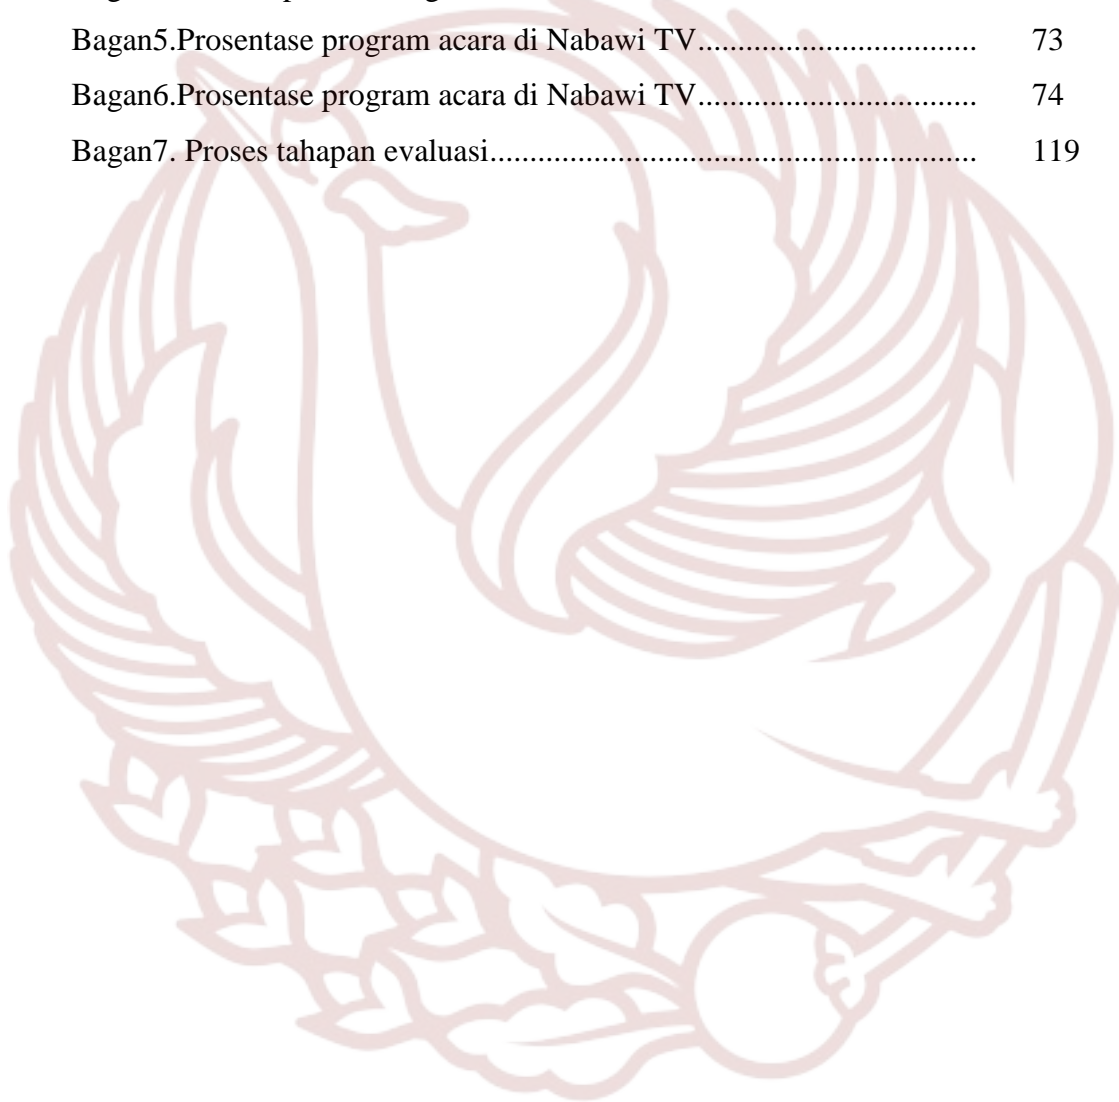 Bagan5.Prosentase program acara di Nabawi TV................................. 73
Bagan6.Prosentase program acara di Nabawi TV................................. 74
Bagan7. Proses tahapan evaluasi........................................................... 119